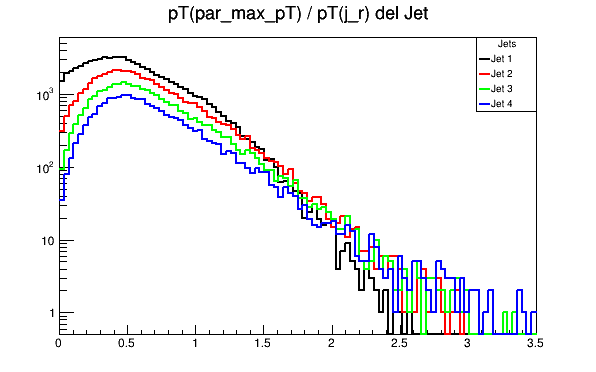 pT(par_max_pT) / pT(j_r) del Jet
Jets
Jet 1
Jet 2
Jet 3
Jet 4
10³
10²
10
1
0 0.5 1 1.5 2 2.5 3 3.5